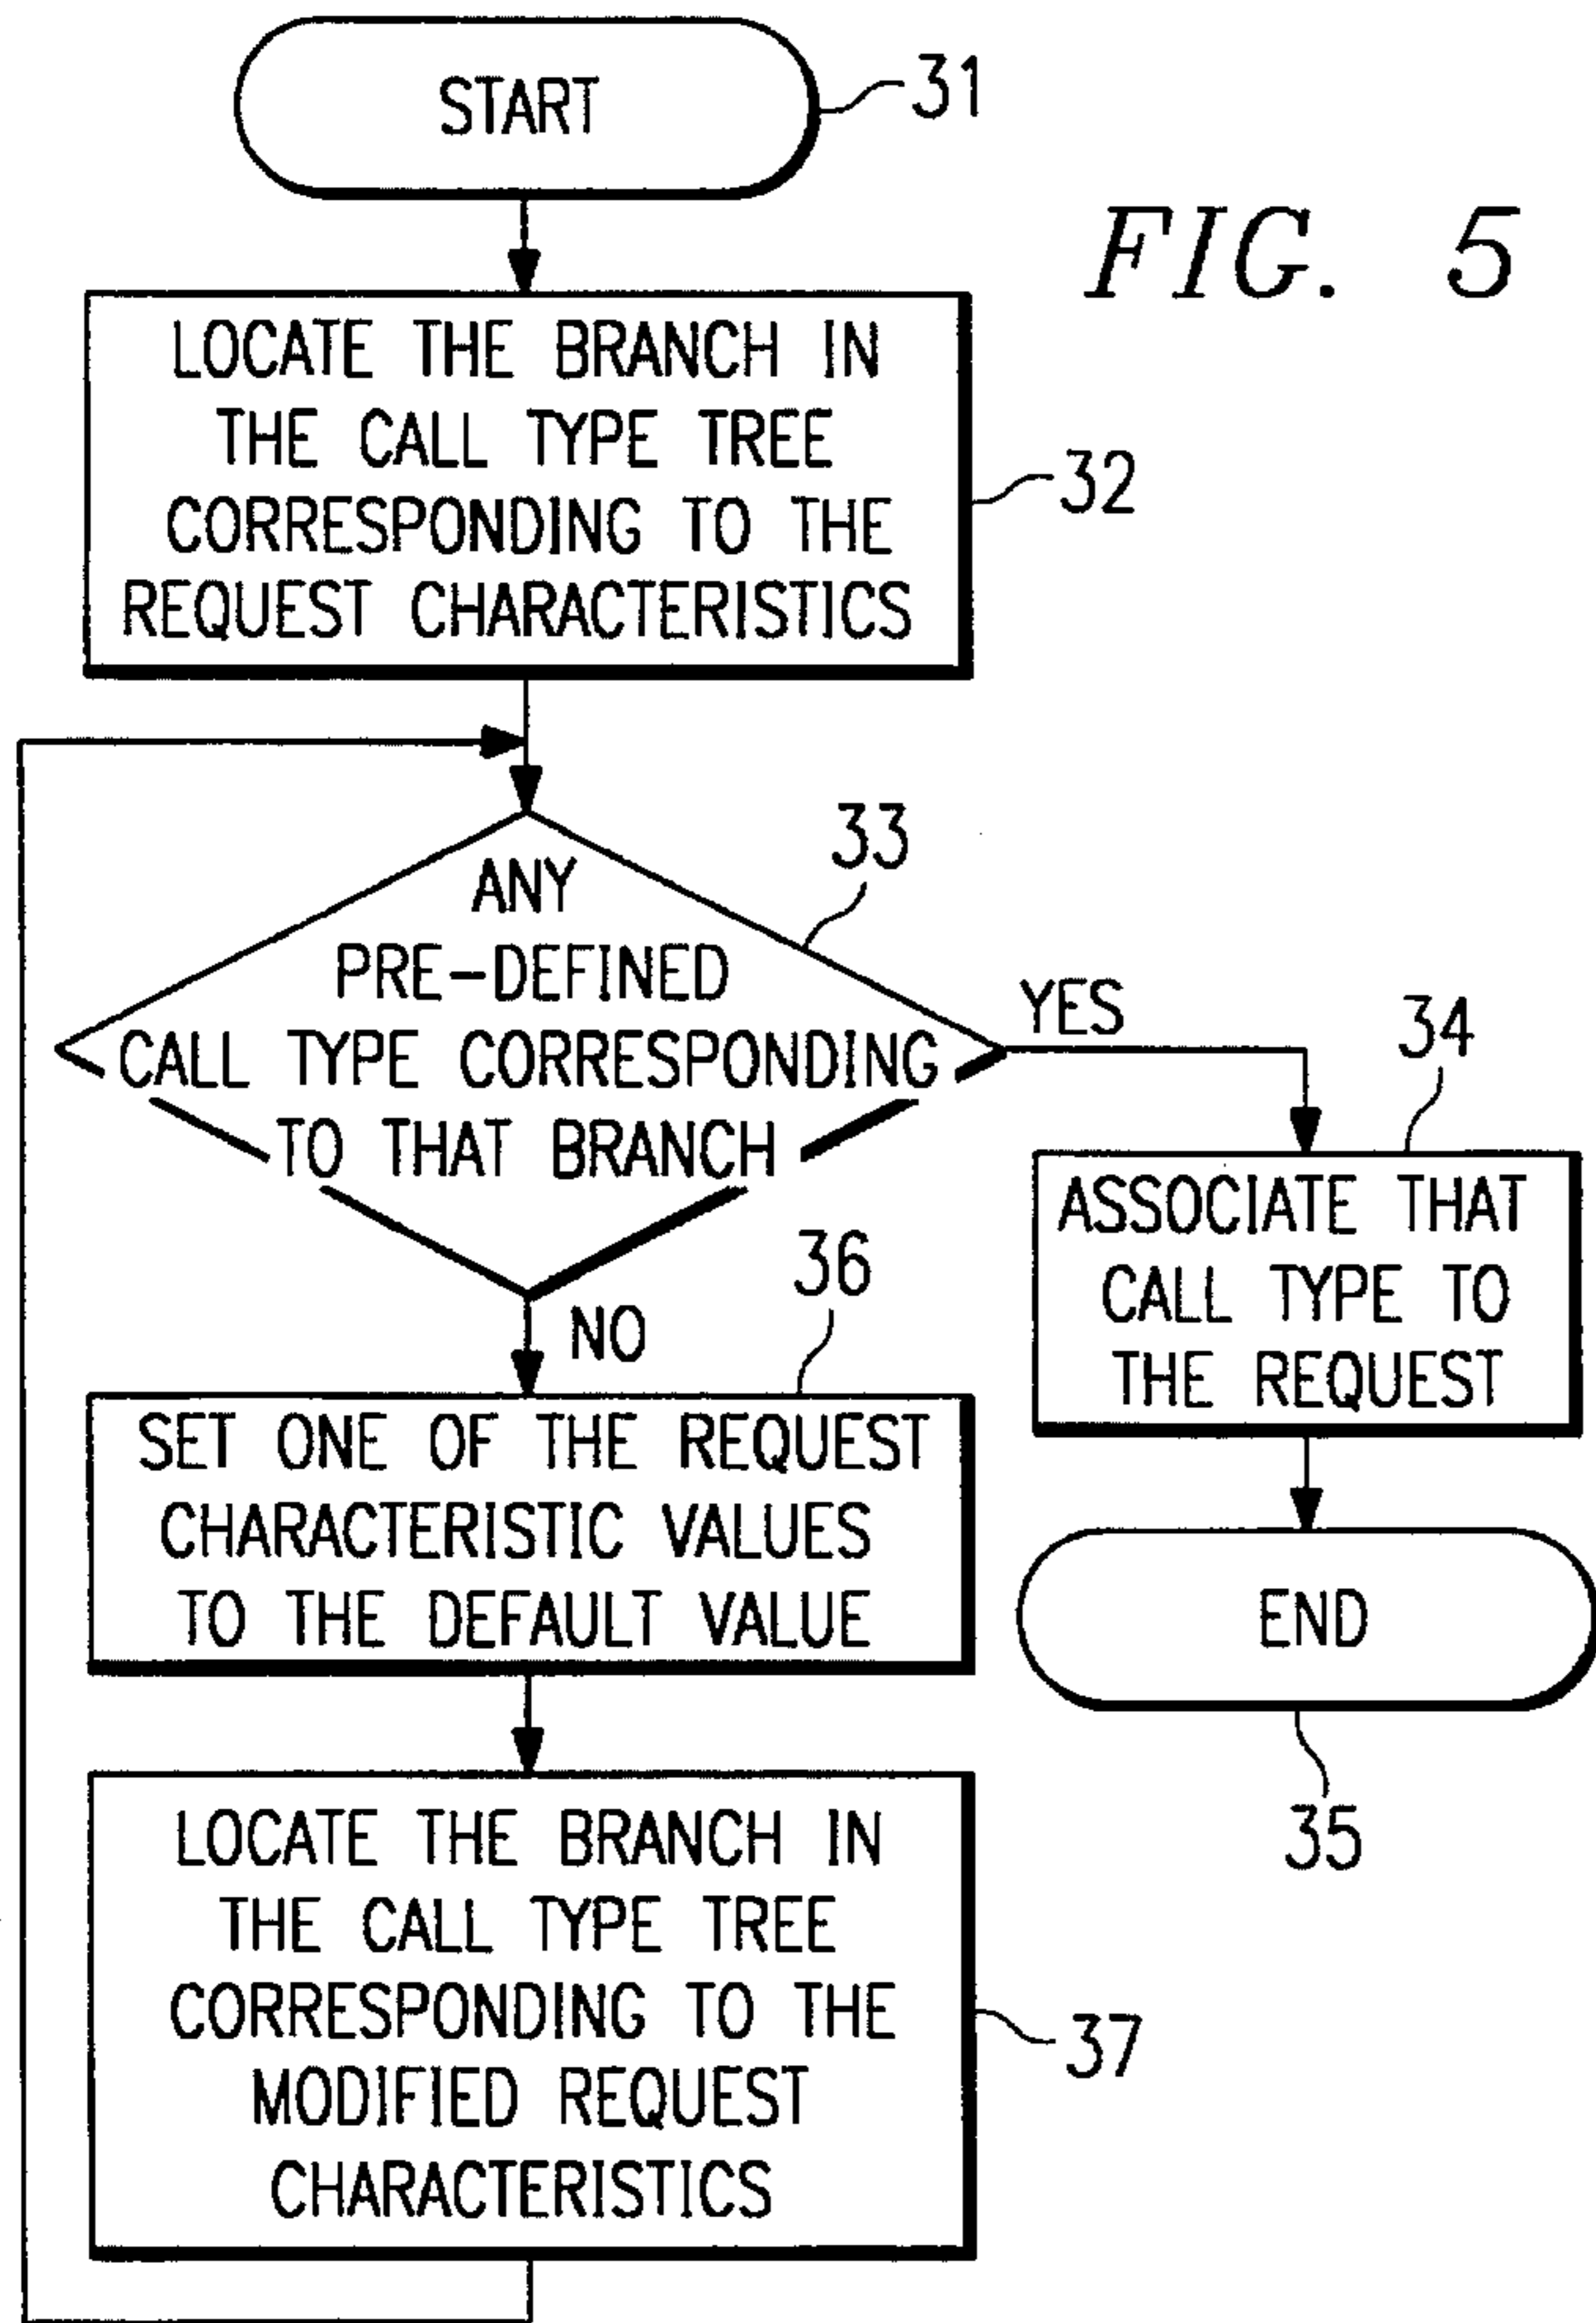 START
31
FIG. 5
LOCATE THE BRANCH IN
THE CALL TYPE TREE
CORRESPONDING TO THE
REQUEST CHARACTERISTICS
32
ANY
PRE-DEFINED
CALL TYPE CORRESPONDING
TO THAT BRANCH
33
YES
34
ASSOCIATE THAT
CALL TYPE TO
THE REQUEST
NO
36
SET ONE OF THE REQUEST
CHARACTERISTIC VALUES
TO THE DEFAULT VALUE
END
35
LOCATE THE BRANCH IN
THE CALL TYPE TREE
CORRESPONDING TO THE
MODIFIED REQUEST
CHARACTERISTICS
37